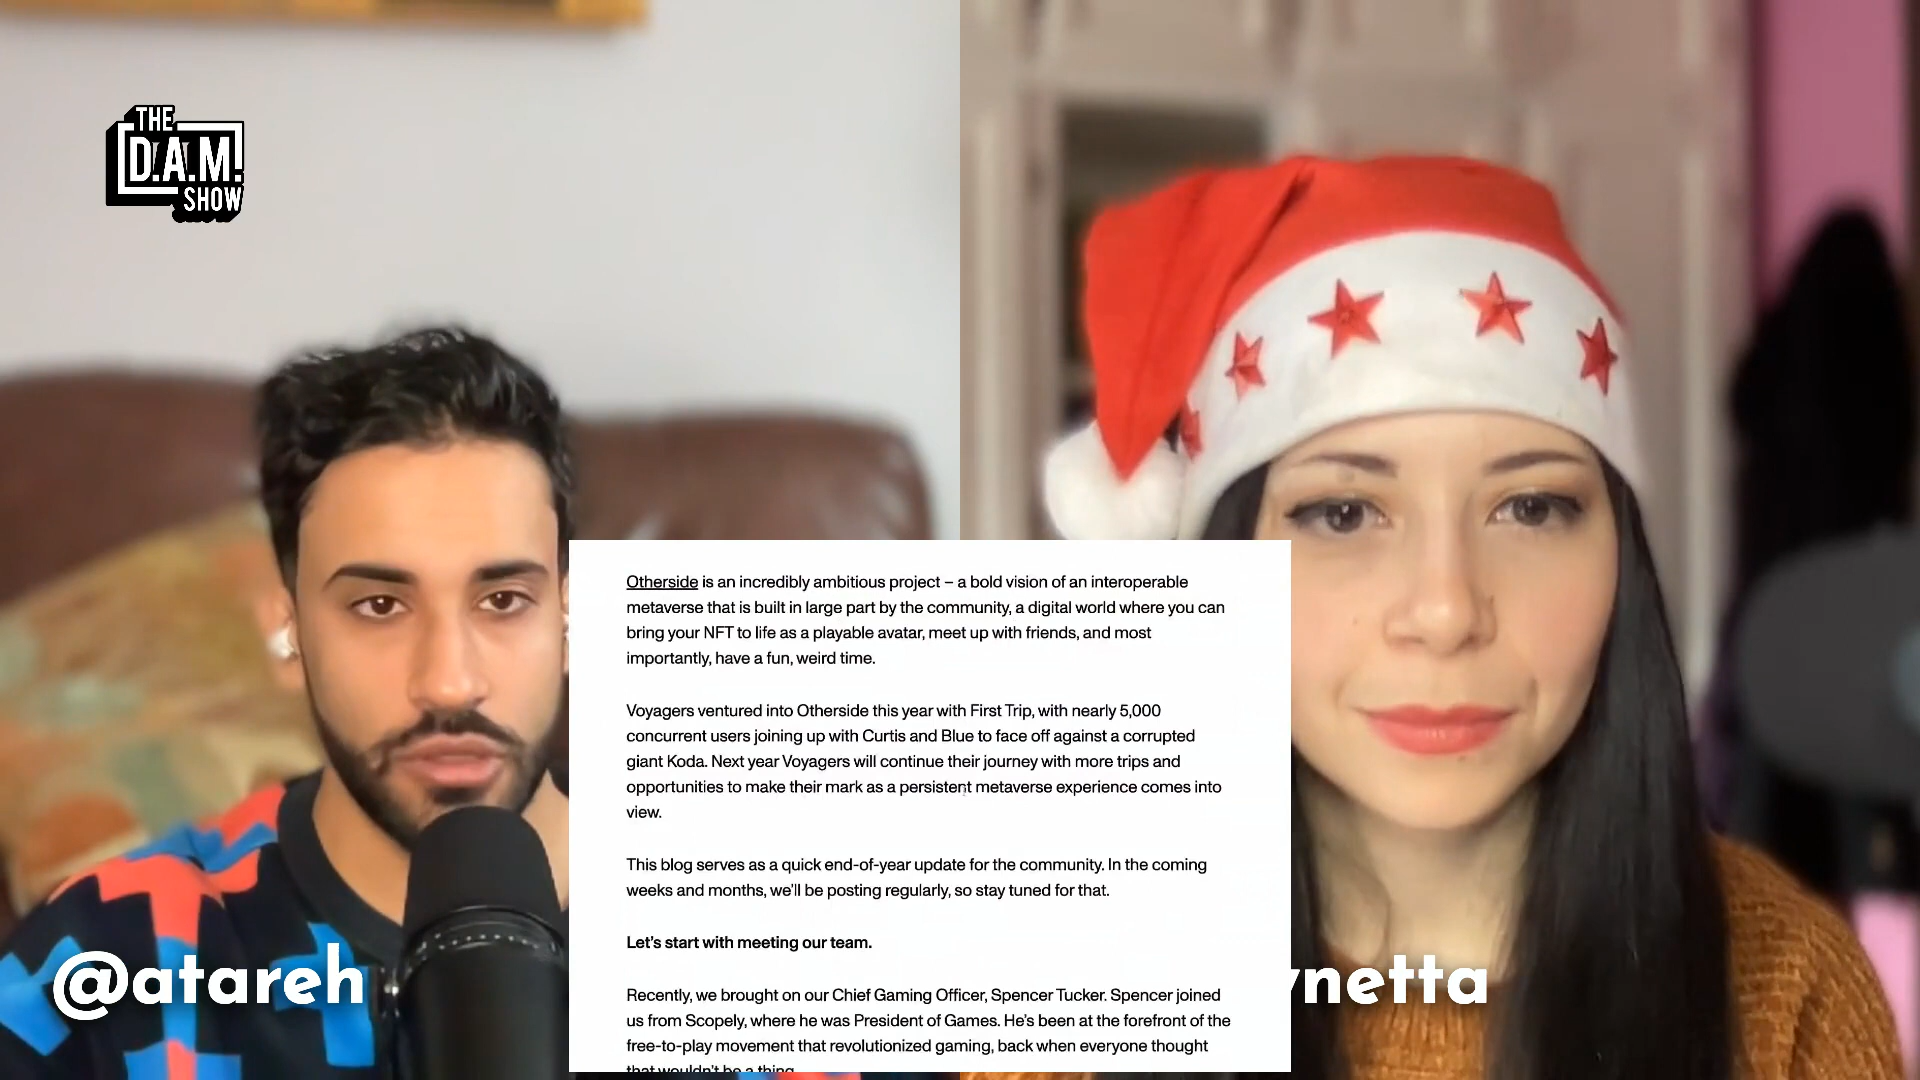 THE
D.A.M!
SHOW
Otherside is an incredibly ambitious project – a bold vision of an interoperable
metaverse that is built in large part by the community, a digital world where you can
bring your NFT to life as a playable avatar, meet up with friends, and most
importantly, have a fun, weird time.
Voyagers ventured into Otherside this year with First Trip, with nearly 5,000
concurrent users joining up with Curtis and Blue to face off against a corrupted
giant Koda. Next year Voyagers will continue their journey with more trips and
opportunities to make their mark as a persistent metaverse experience comes into
view.
This blog serves as a quick end-of-year update for the community. In the coming
weeks and months, we'll be posting regularly, so stay tuned for that.
Let's start with meeting our team.
Recently, we brought on our Chief Gaming Officer, Spencer Tucker. Spencer joined
us from Scopely, where he was President of Games. He's been at the forefront of the
free-to-play movement that revolutionized gaming, back when everyone thought
that wouldn't be a thing.
@atareh
netta